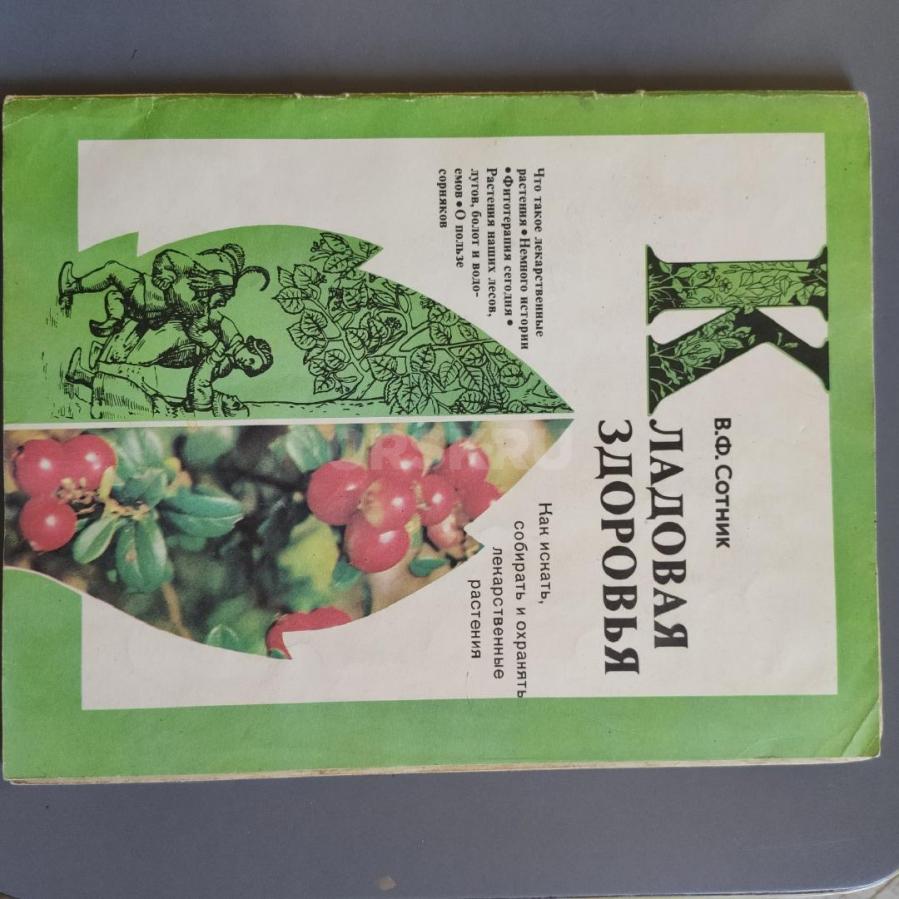 В.Ф. Сотник
КЛАДОВАЯ
ЗДОРОВЬЯ
Что такое лекарственные
растения • Немного истории
• Фитотерапия сегодня •
Растения наших лесов,
лугов, болот и водо-
емов • О пользе
сорняков
Как искать,
собирать и охранять
лекарственные
растения